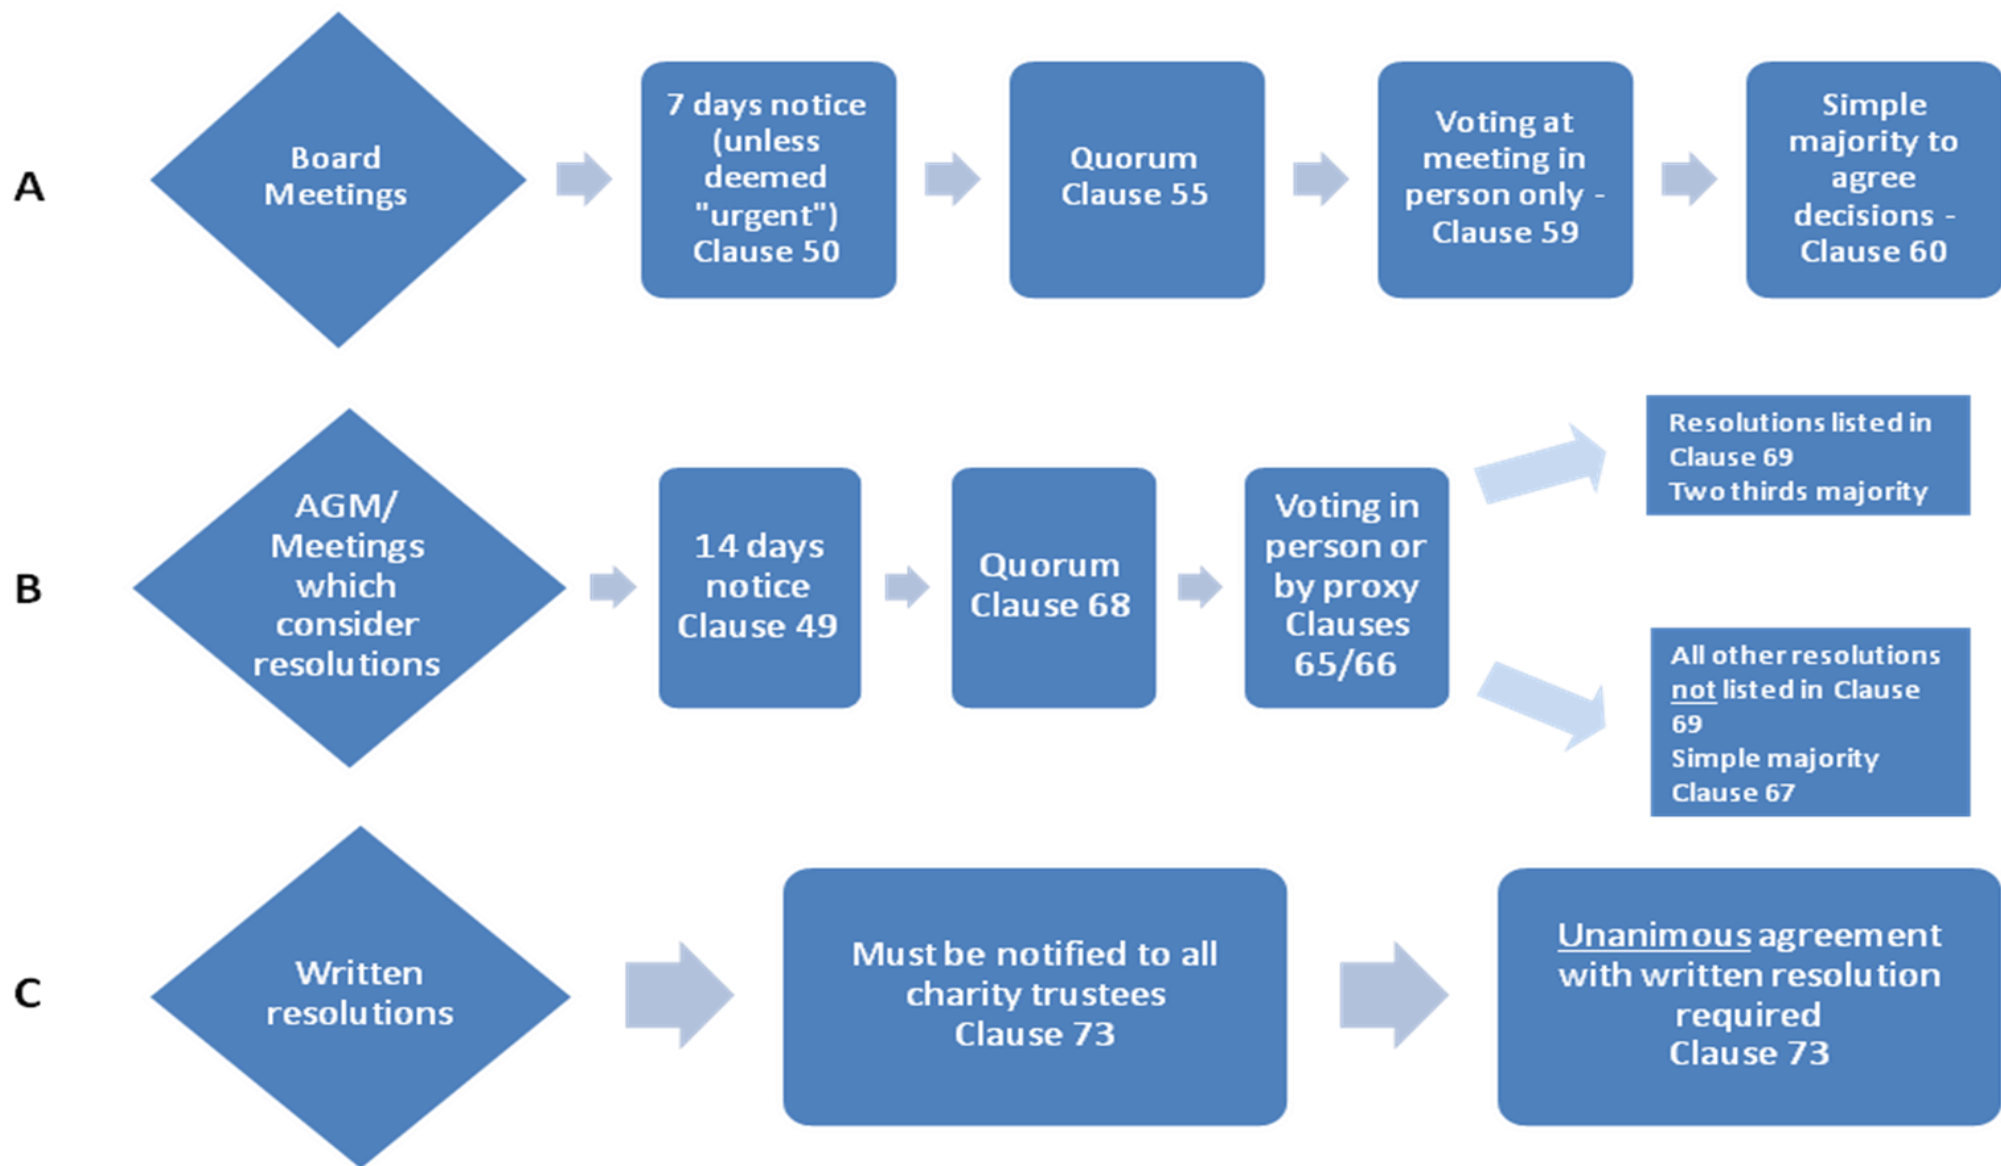 A
Board
Meetings
7 days notice
(unless
deemed
"urgent")
Clause 50
Quorum
Clause 55
Voting at
meeting in
person only -
Clause 59
Simple
majority to
agree
decisions -
Clause 60
B
AGM/
Meetings
which
consider
resolutions
14 days
notice
Clause 49
Quorum
Clause 68
Voting in
person or
by proxy
Clauses
65/66
Resolutions listed in
Clause 69
Two thirds majority
All other resolutions
not listed in Clause
69
Simple majority
Clause 67
C
Written
resolutions
Must be notified to all
charity trustees
Clause 73
Unanimous agreement
with written resolution
required
Clause 73